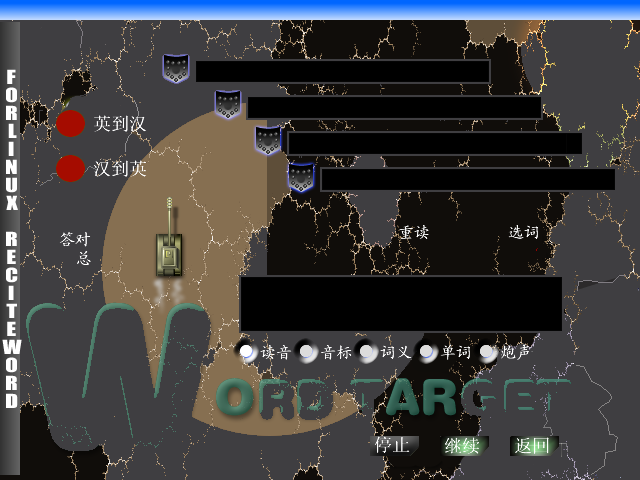 FORLINUX RECITEWORD
英到汉
汉到英
答对
总
重读
选词
读音
音标
词义
单词
炮声
WORD TARGET
停止
继续
返回